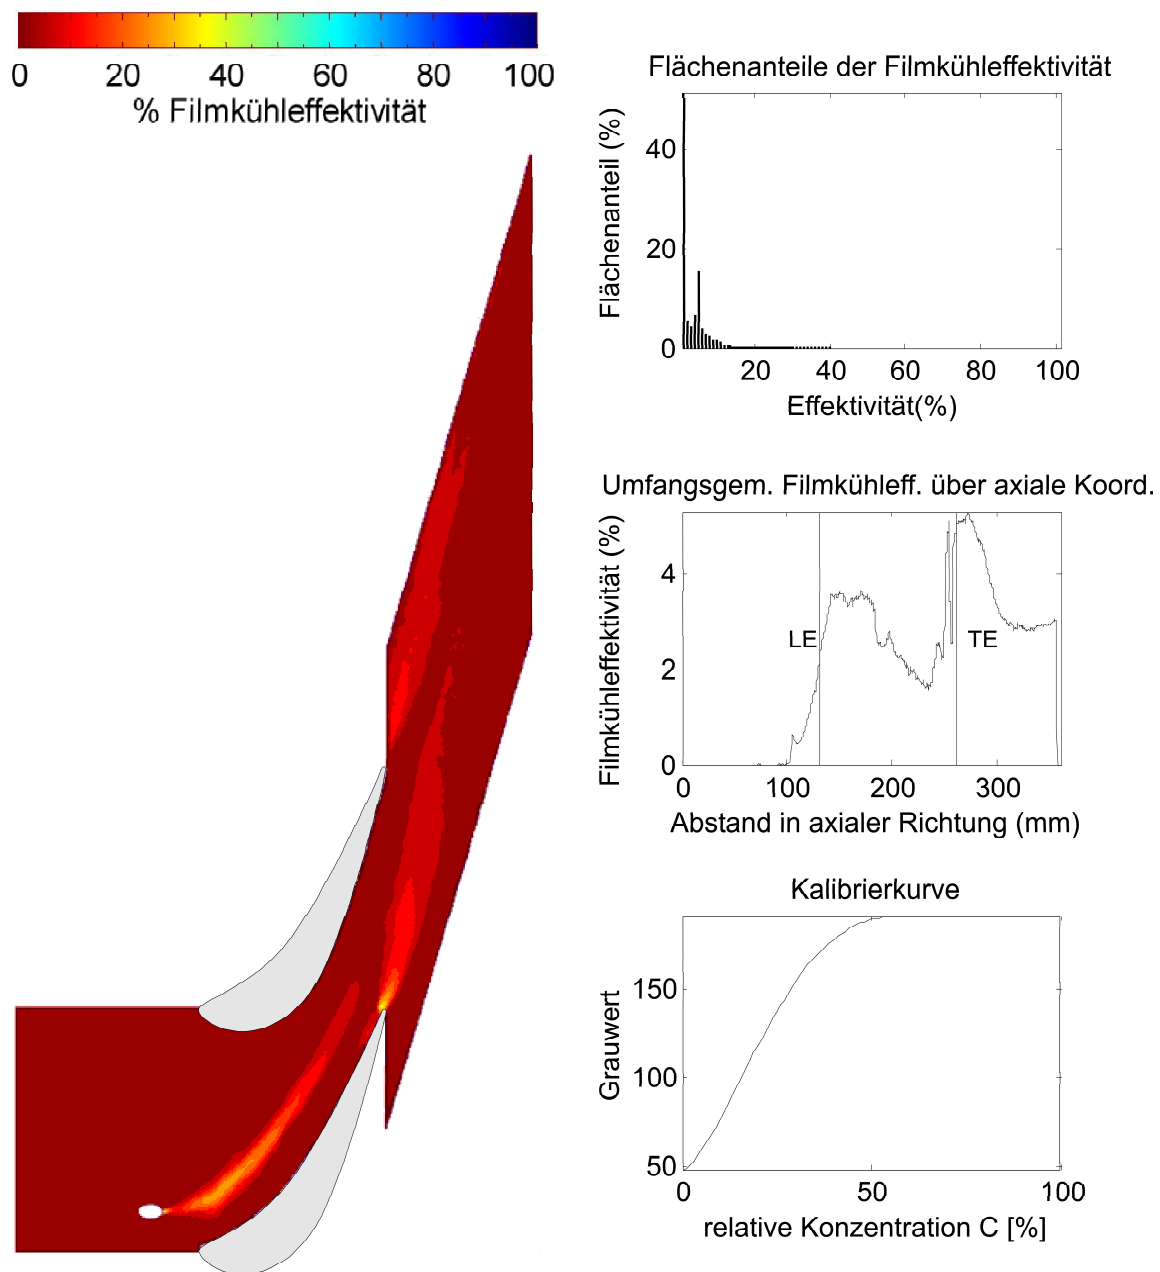 0 20 40 60 80 100
% Filmkühleffektivität
Flächenanteile der Filmkühleffektivität
Flächenanteil (%)
40
20
0
20 40 60 80 100
Effektivität(%)
Umfangsgem. Filmkühleff. über axiale Koord.
Filmkühleffektivität (%)
4
2
0
LE
TE
0 100 200 300
Abstand in axialer Richtung (mm)
Kalibrierkurve
Grauwert
150
100
50
0 50 100
relative Konzentration C [%]